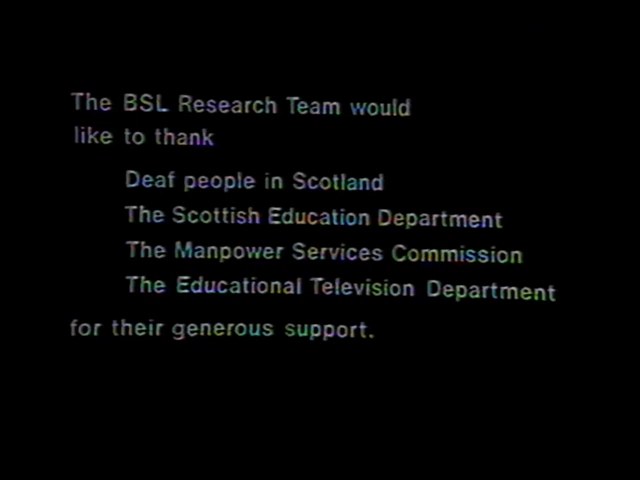 The BSL Research Team would
like to thank
Deaf people in Scotland
The Scottish Education Department
The Manpower Services Commission
The Educational Television Department
for their generous support.